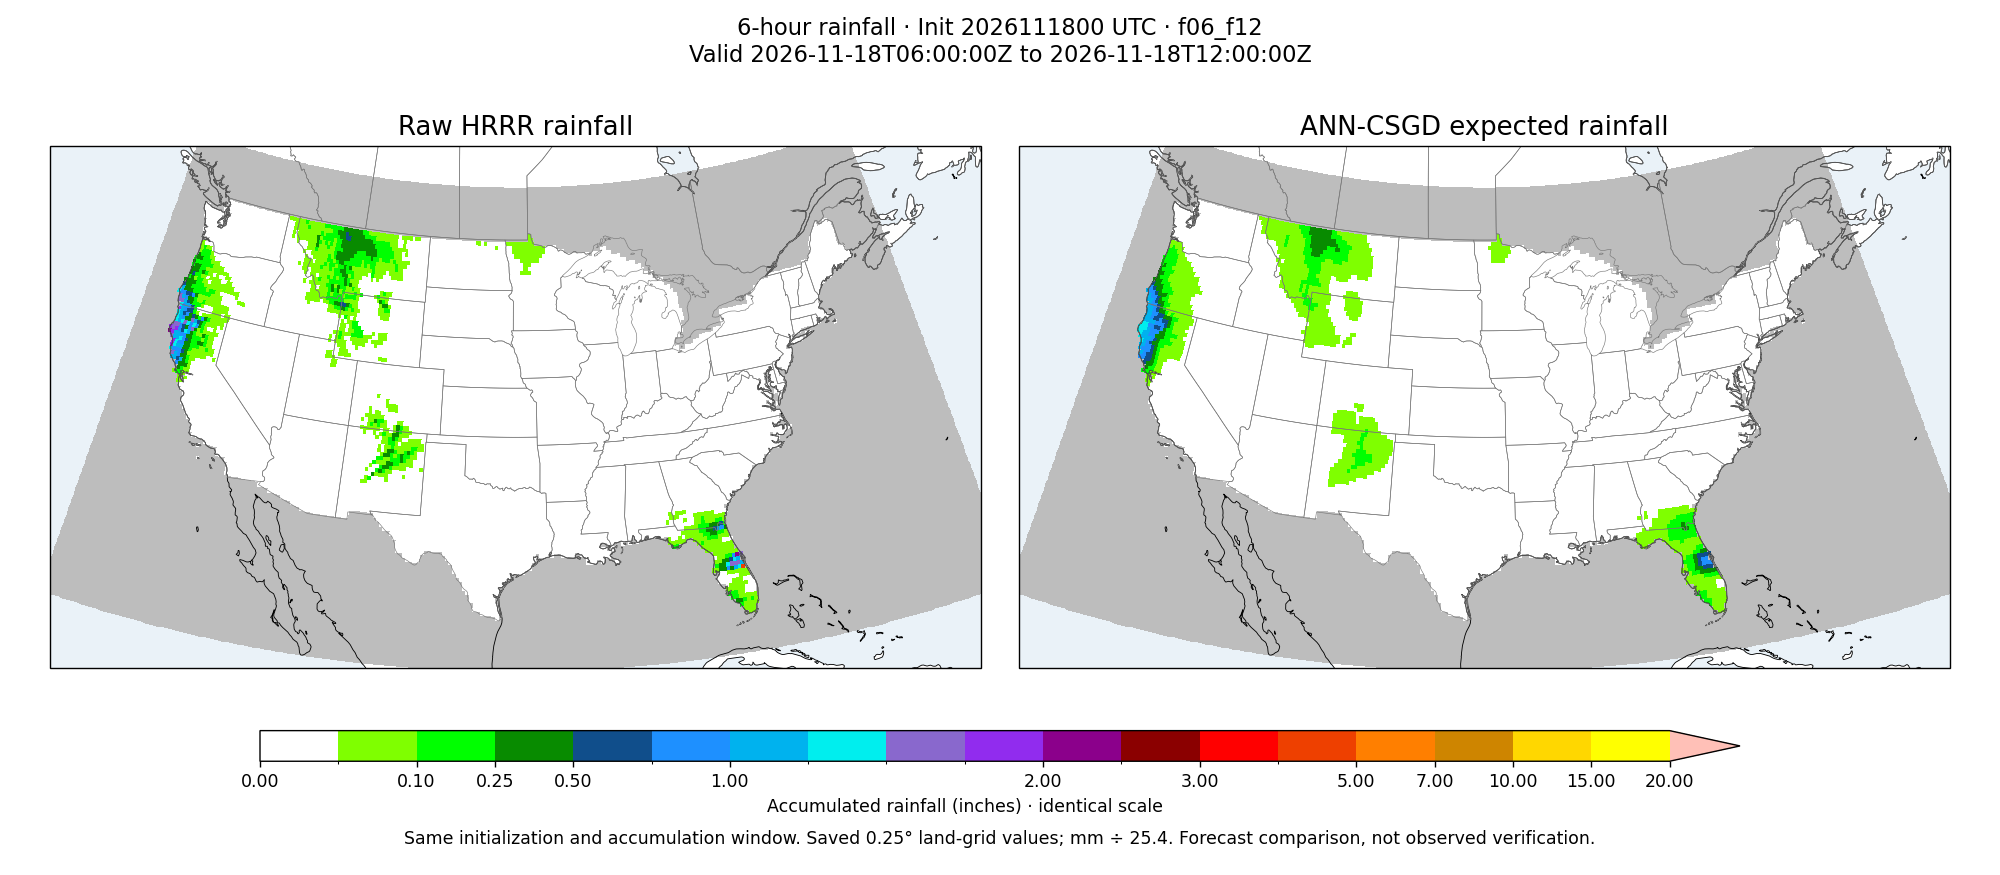 6-hour rainfall · Init 2026111800 UTC · f06_f12
Valid 2026-11-18T06:00:00Z to 2026-11-18T12:00:00Z
Raw HRRR rainfall
ANN-CSGD expected rainfall
0.00 0.10 0.25 0.50 1.00 2.00 3.00 5.00 7.00 10.00 15.00 20.00
Accumulated rainfall (inches) · identical scale
Same initialization and accumulation window. Saved 0.25° land-grid values; mm ÷ 25.4. Forecast comparison, not observed verification.